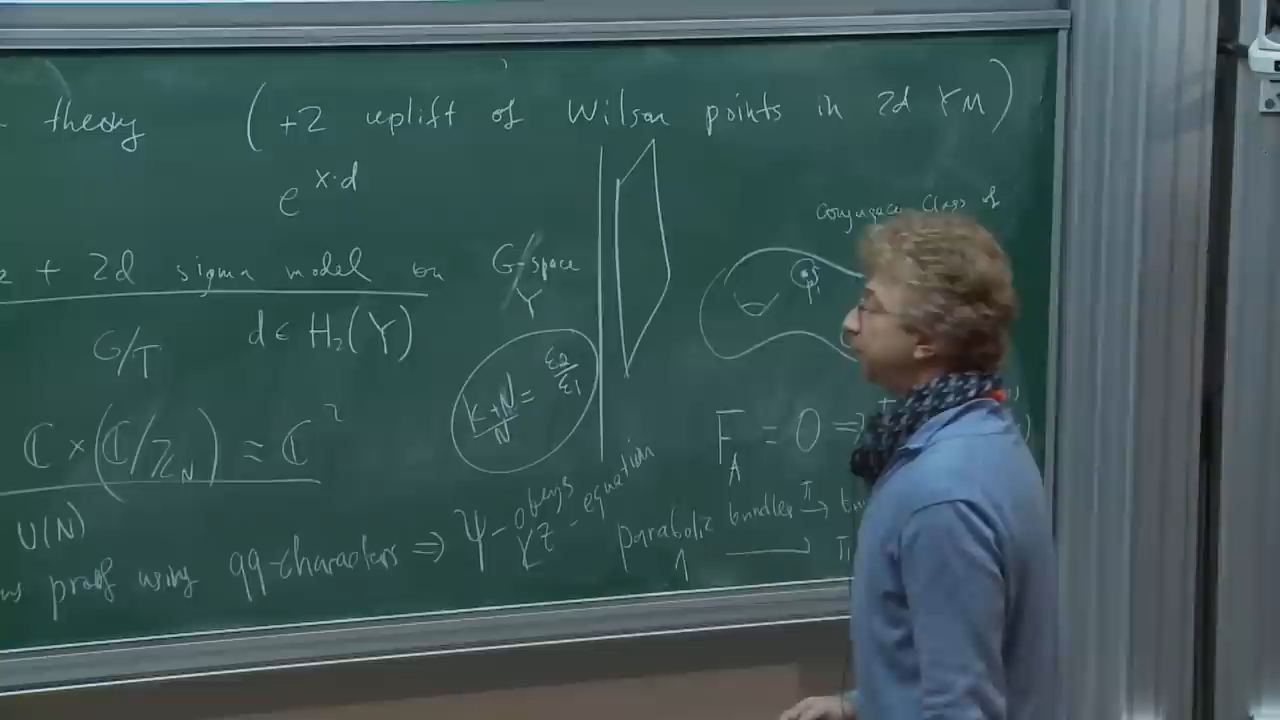 theory (+2 uplift of Wilson points in 2d YM)
e^{x·d}
+ 2d sigma model on G-space Y
G/T d ∈ H₂(Y)
ℂ × (ℂ/ℤ_N) ≈ ℂ²
(k+N)/N = ε₂/ε₁
U(N)
proof using qq-characters ⇒ Ψ - obeys KZ - equation
Conjugacy class of
F_A = 0 ⇒
parabolic bundles →